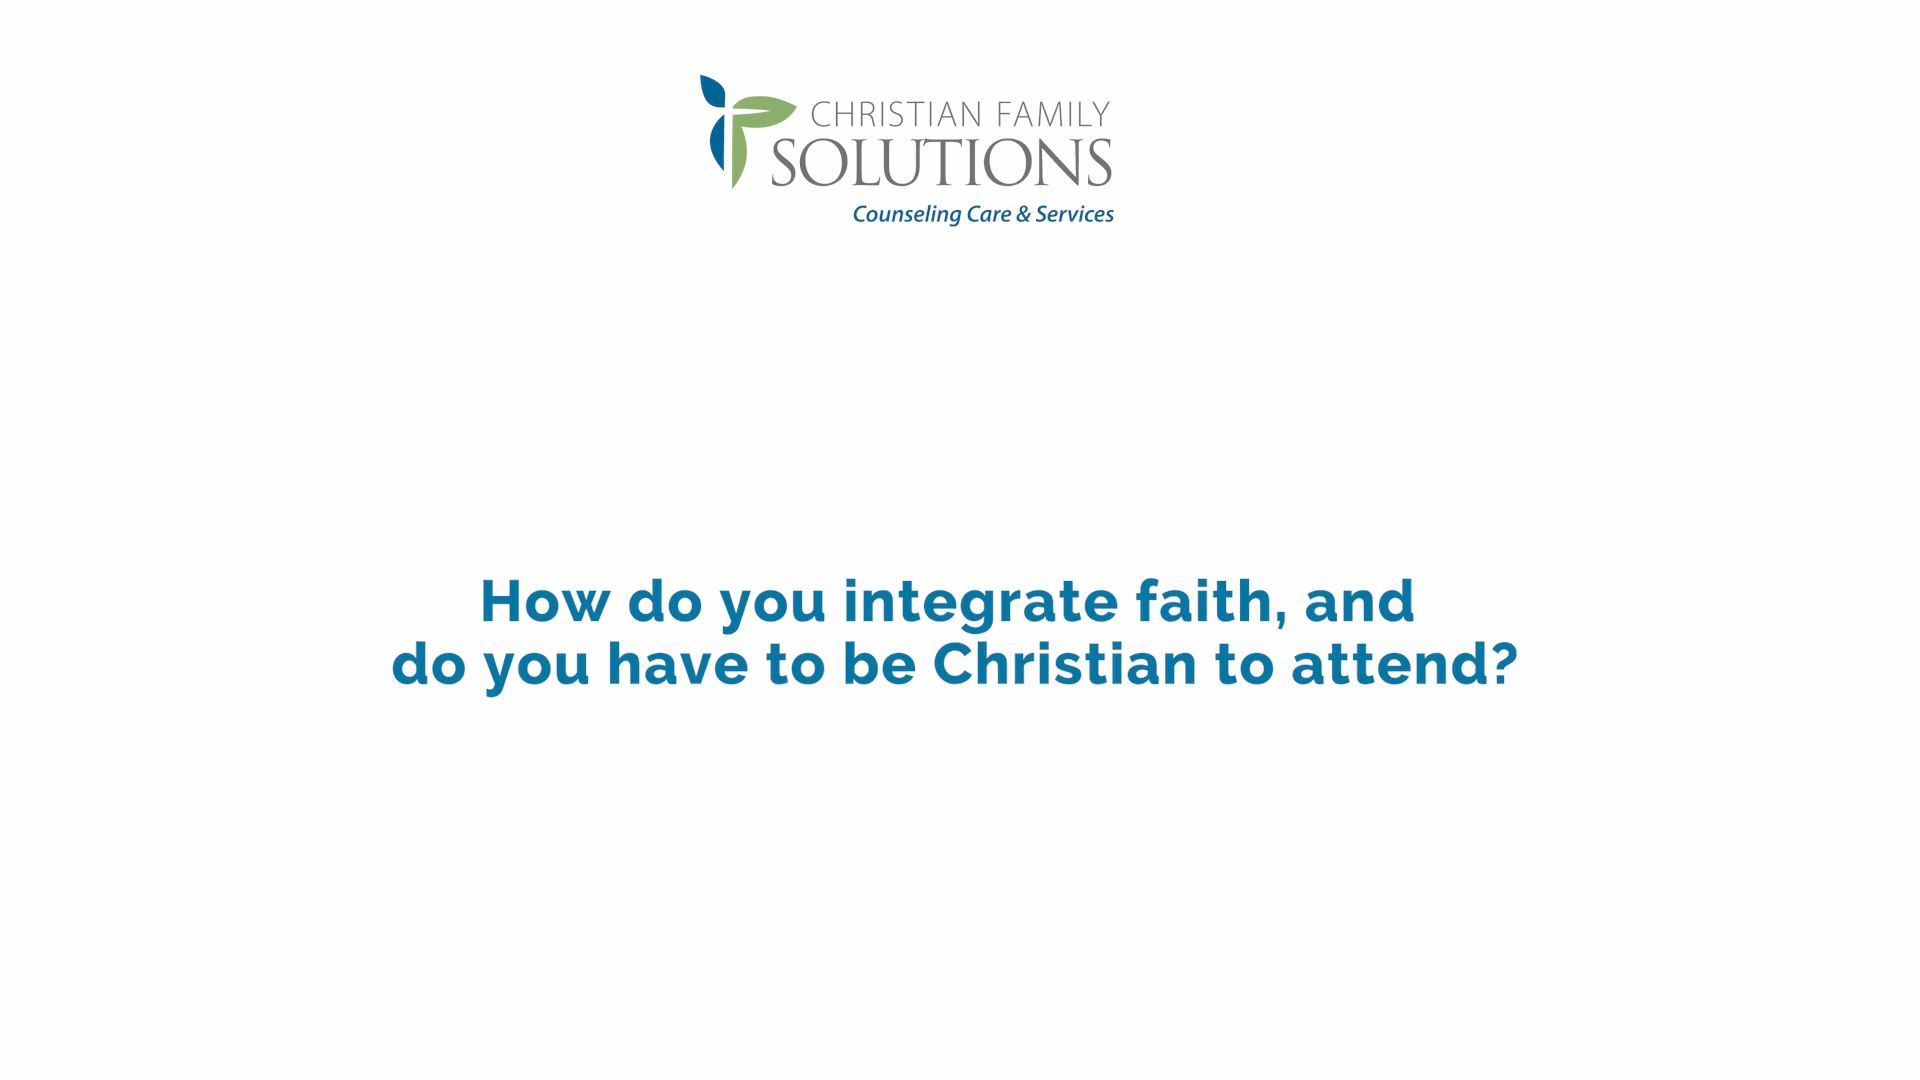 CHRISTIAN FAMILY
SOLUTIONS
Counseling Care & Services
How do you integrate faith, and
do you have to be Christian to attend?